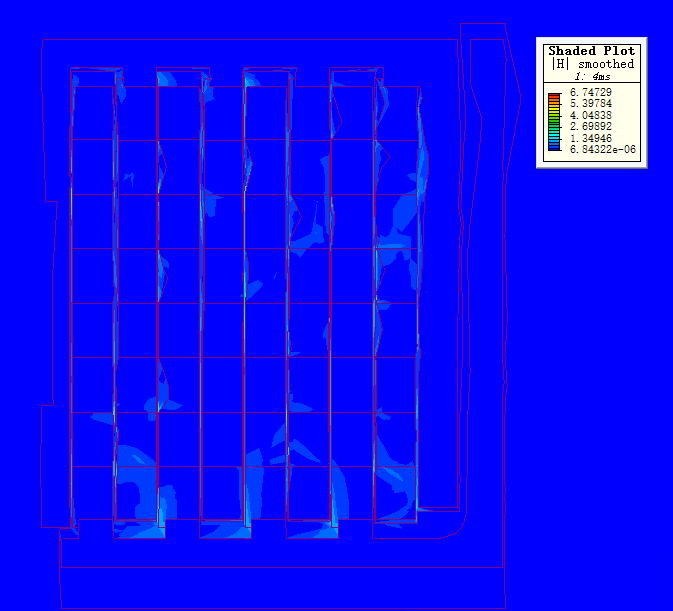 Shaded Plot
|H| smoothed
1: 4ms
6.74729
5.39784
4.04838
2.69892
1.34946
6.84322e-06